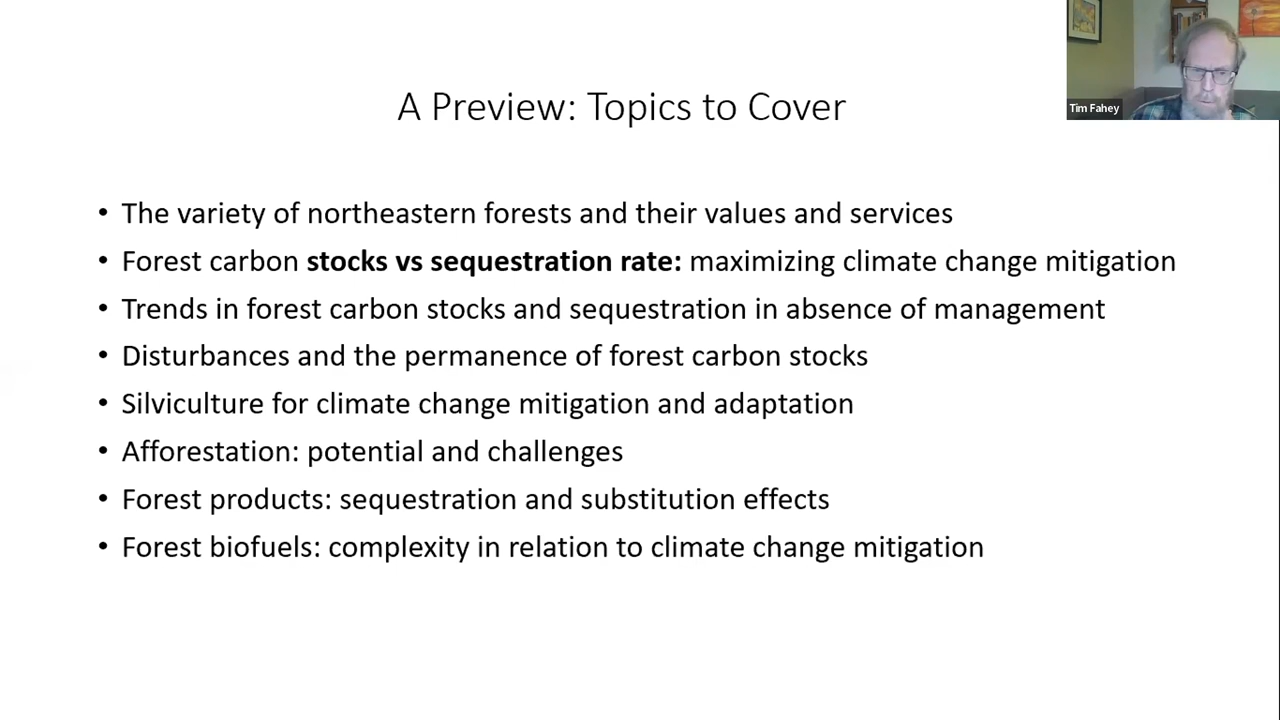 A Preview: Topics to Cover
Tim Fahey
• The variety of northeastern forests and their values and services
• Forest carbon stocks vs sequestration rate: maximizing climate change mitigation
• Trends in forest carbon stocks and sequestration in absence of management
• Disturbances and the permanence of forest carbon stocks
• Silviculture for climate change mitigation and adaptation
• Afforestation: potential and challenges
• Forest products: sequestration and substitution effects
• Forest biofuels: complexity in relation to climate change mitigation